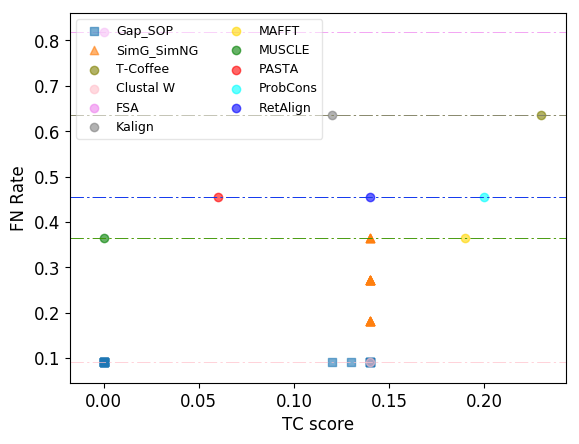 Gap_SOP
SimG_SimNG
T-Coffee
Clustal W
FSA
Kalign
MAFFT
MUSCLE
PASTA
ProbCons
RetAlign
FN Rate
0.8
0.7
0.6
0.5
0.4
0.3
0.2
0.1
0.00 0.05 0.10 0.15 0.20
TC score